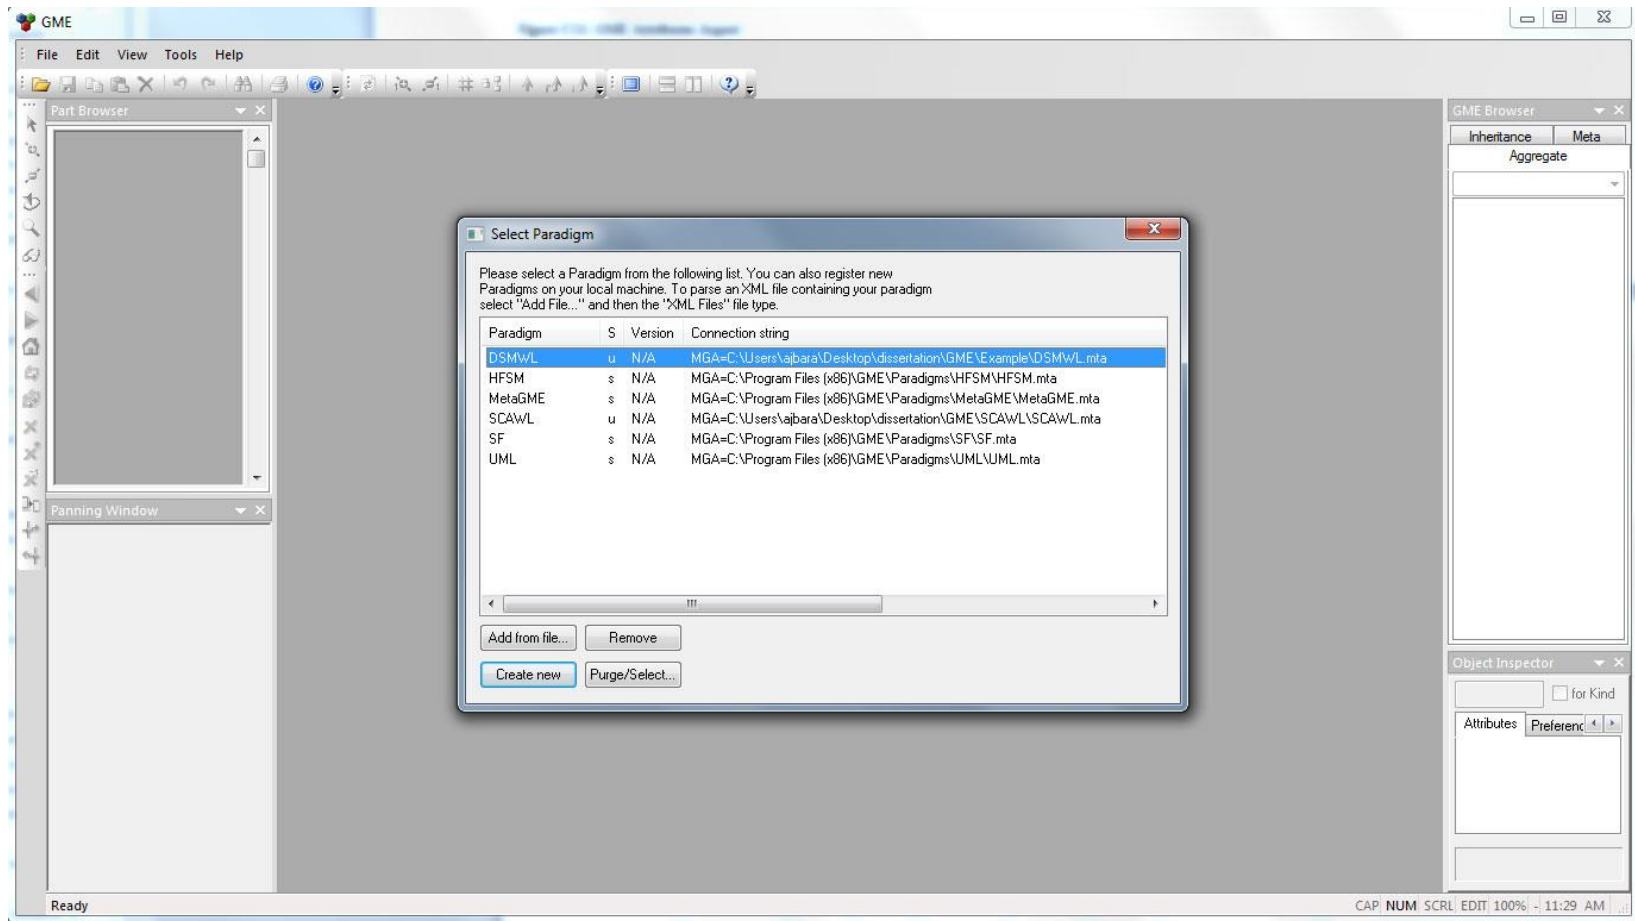 GME
File Edit View Tools Help
Part Browser
GME Browser
Inheritance Meta
Aggregate
Select Paradigm
Please select a Paradigm from the following list. You can also register new
Paradigms on your local machine. To parse an XML file containing your paradigm
select "Add File..." and then the "XML Files" file type.
Paradigm S Version Connection string
DSMWL u N/A MGA=C:\Users\ajbara\Desktop\dissertation\GME\Example\DSMWL.mta
HFSM s N/A MGA=C:\Program Files (x86)\GME\Paradigms\HFSM\HFSM.mta
MetaGME s N/A MGA=C:\Program Files (x86)\GME\Paradigms\MetaGME\MetaGME.mta
SCAWL u N/A MGA=C:\Users\ajbara\Desktop\dissertation\GME\SCAWL\SCAWL.mta
SF s N/A MGA=C:\Program Files (x86)\GME\Paradigms\SF\SF.mta
UML s N/A MGA=C:\Program Files (x86)\GME\Paradigms\UML\UML.mta
Panning Window
Add from file... Remove
Create new Purge/Select...
Object Inspector
for Kind
Attributes Preferenc
Ready
CAP NUM SCRL EDIT 100% - 11:29 AM